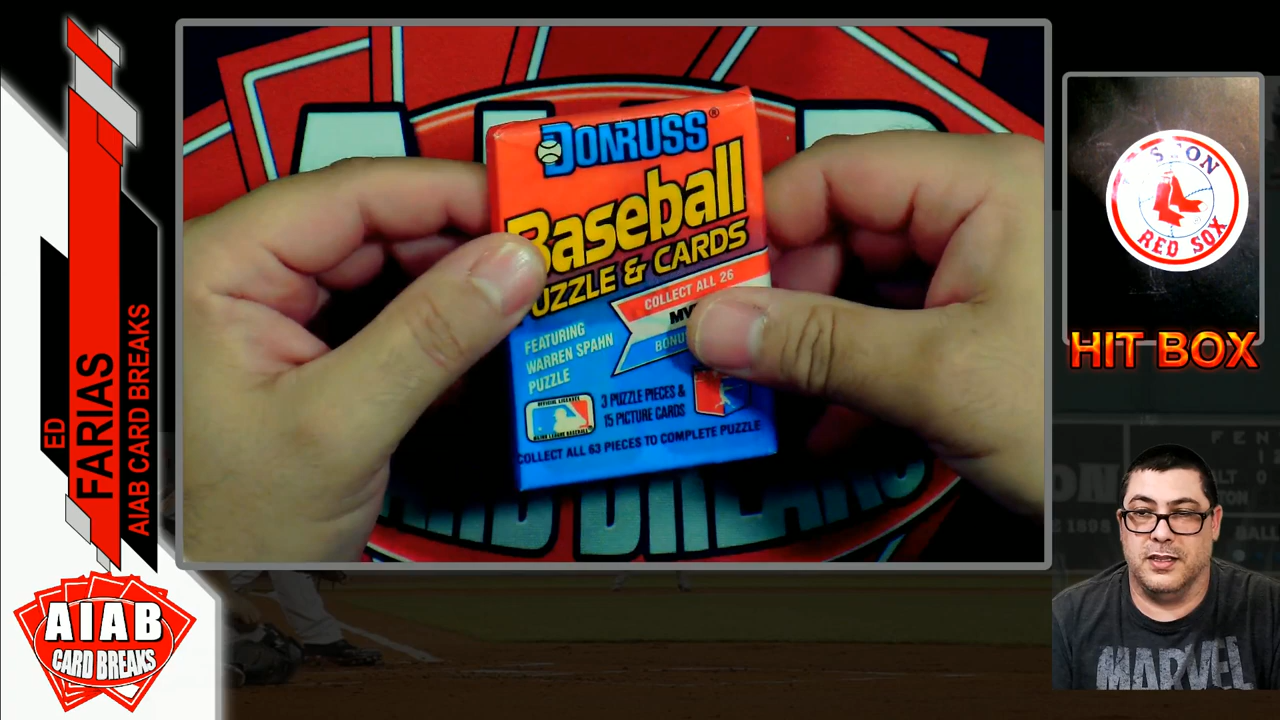 ED
FARIAS
AIAB CARD BREAKS
AIAB
CARD BREAKS
DONRUSS®
Baseball
PUZZLE & CARDS
COLLECT ALL 26
FEATURING
WARREN SPAHN
PUZZLE
3 PUZZLE PIECES &
15 PICTURE CARDS
COLLECT ALL 63 PIECES TO COMPLETE PUZZLE
RED SOX
HIT BOX
MARVEL